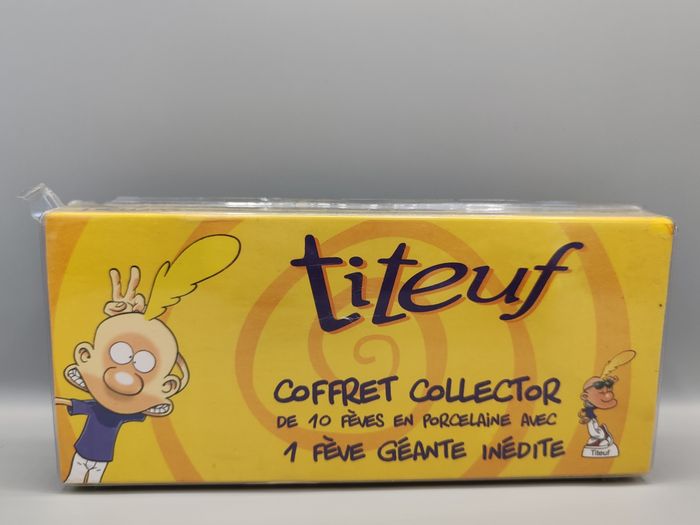 titeuf
COFFRET COLLECTOR
DE 10 FÈVES EN PORCELAINE AVEC
1 FÈVE GÉANTE INÉDITE
Titeuf